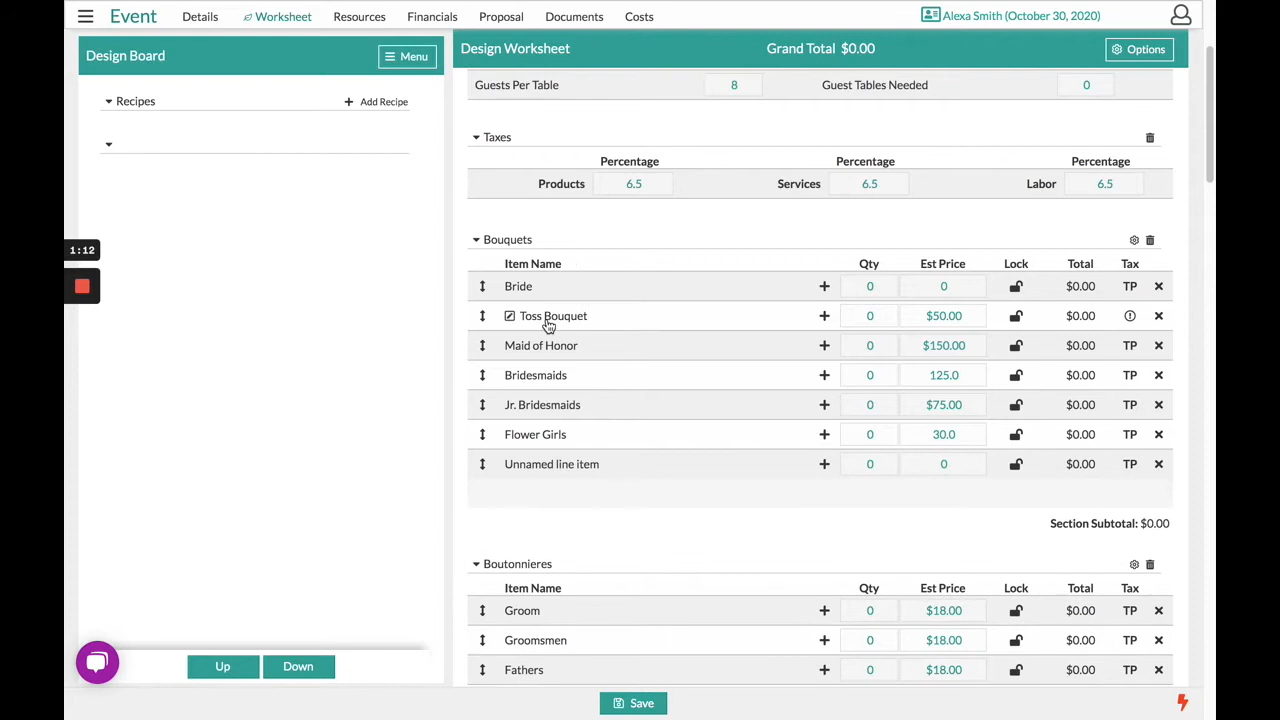 Event Details Worksheet Resources Financials Proposal Documents Costs Alexa Smith (October 30, 2020)
Design Board Menu
Recipes Add Recipe
1:12
Up Down
Design Worksheet Grand Total $0.00 Options
Guests Per Table 8 Guest Tables Needed 0
Taxes
Percentage Percentage Percentage
Products 6.5 Services 6.5 Labor 6.5
Bouquets
Item Name Qty Est Price Lock Total Tax
Bride 0 0 $0.00 TP
Toss Bouquet 0 $50.00 $0.00
Maid of Honor 0 $150.00 $0.00 TP
Bridesmaids 0 125.0 $0.00 TP
Jr. Bridesmaids 0 $75.00 $0.00 TP
Flower Girls 0 30.0 $0.00 TP
Unnamed line item 0 0 $0.00 TP
Section Subtotal: $0.00
Boutonnieres
Item Name Qty Est Price Lock Total Tax
Groom 0 $18.00 $0.00 TP
Groomsmen 0 $18.00 $0.00 TP
Fathers 0 $18.00 $0.00 TP
Save